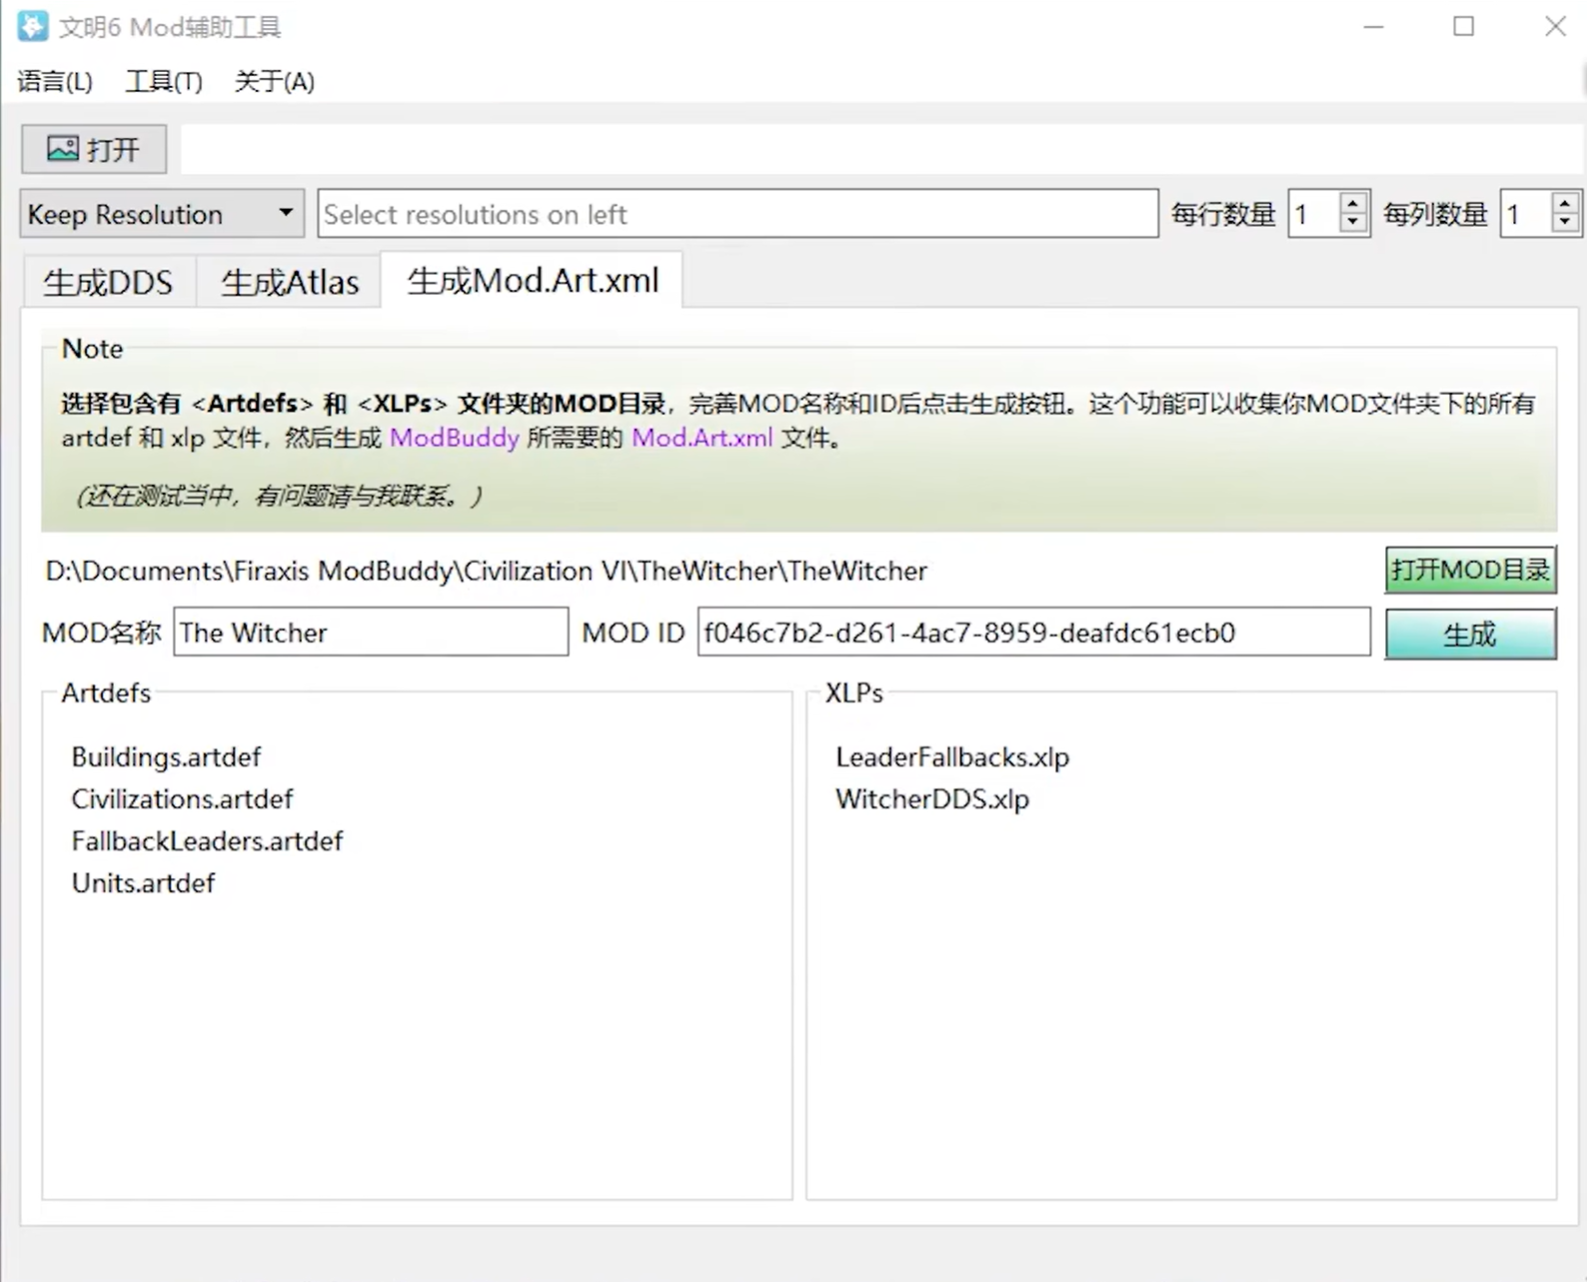 文明6 Mod辅助工具
语言(L) 工具(T) 关于(A)
打开
Keep Resolution Select resolutions on left 每行数量 1 每列数量 1
生成DDS 生成Atlas 生成Mod.Art.xml
Note
选择包含有 <Artdefs> 和 <XLPs> 文件夹的MOD目录，完善MOD名称和ID后点击生成按钮。这个功能可以收集你MOD文件夹下的所有
artdef 和 xlp 文件，然后生成 ModBuddy 所需要的 Mod.Art.xml 文件。
（还在测试当中，有问题请与我联系。）
D:\Documents\Firaxis ModBuddy\Civilization VI\TheWitcher\TheWitcher 打开MOD目录
MOD名称 The Witcher MOD ID f046c7b2-d261-4ac7-8959-deafdc61ecb0 生成
Artdefs
Buildings.artdef
Civilizations.artdef
FallbackLeaders.artdef
Units.artdef
XLPs
LeaderFallbacks.xlp
WitcherDDS.xlp